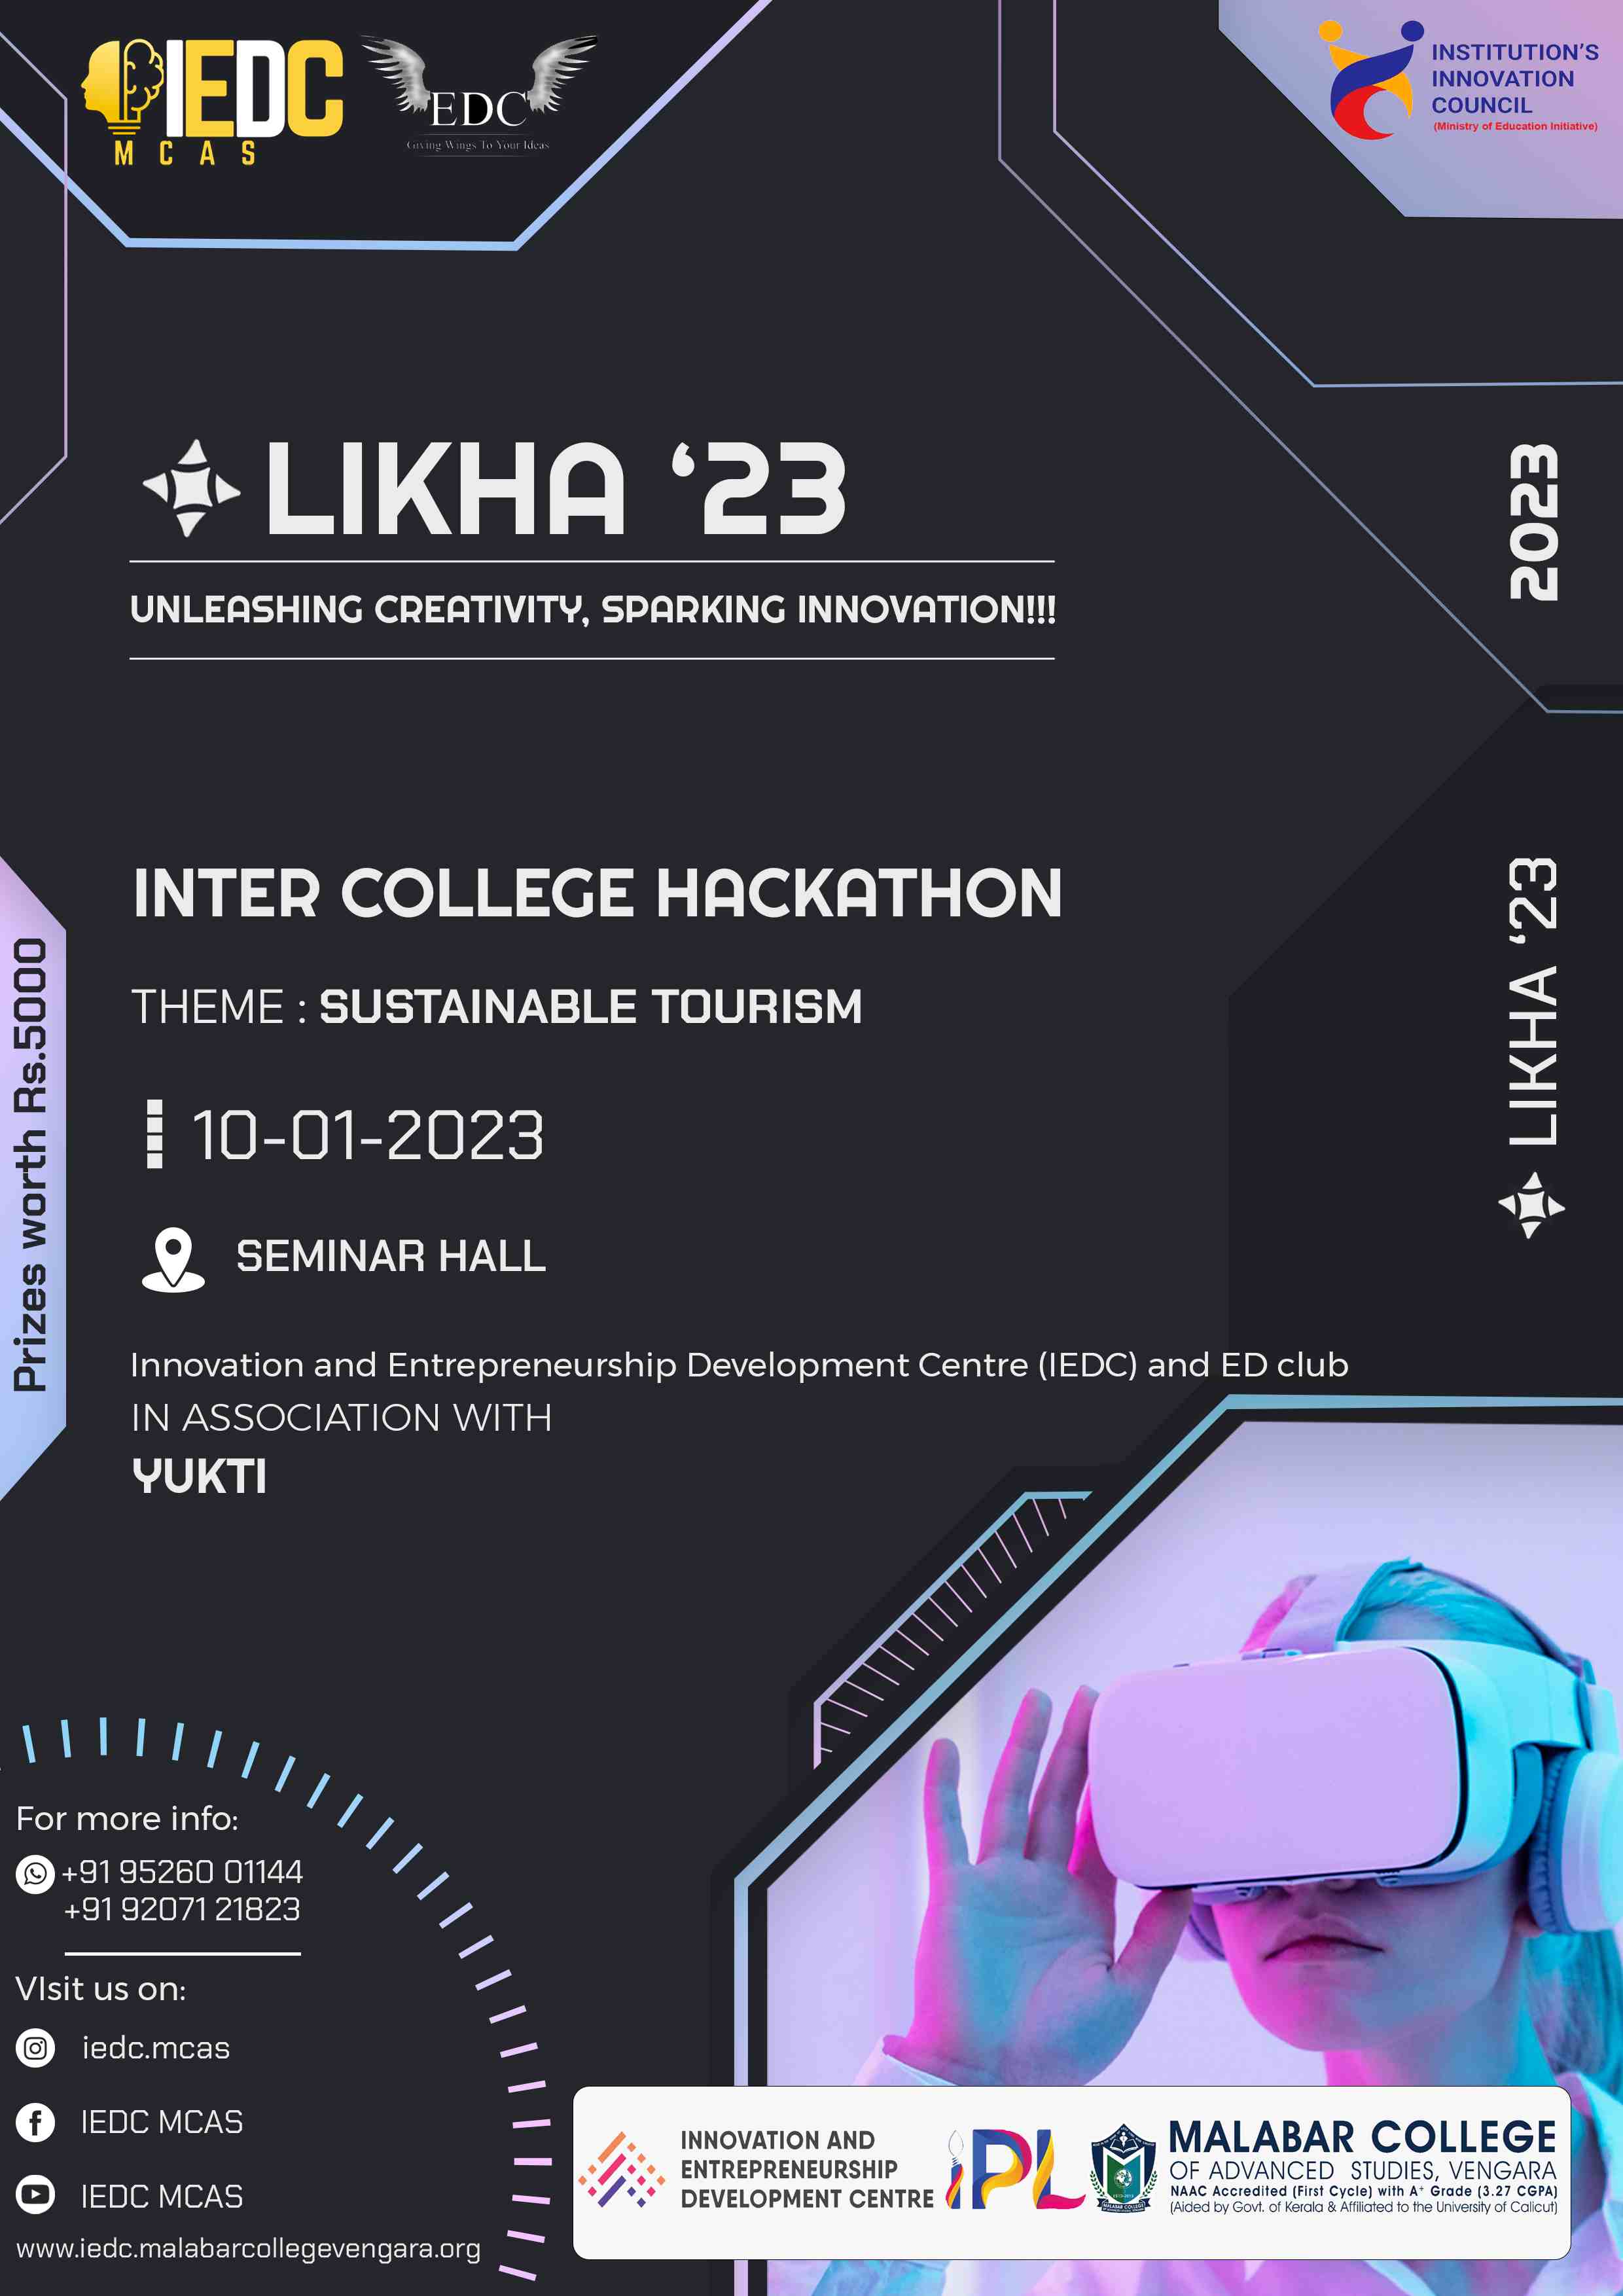 IEDC
MCAS
EDC
Giving Wings To Your Ideas
INSTITUTION'S
INNOVATION
COUNCIL
(Ministry of Education Initiative)
LIKHA ‘23
UNLEASHING CREATIVITY, SPARKING INNOVATION!!!
2023
INTER COLLEGE HACKATHON
THEME : SUSTAINABLE TOURISM
10-01-2023
SEMINAR HALL
LIKHA ‘23
Prizes worth Rs.5000
Innovation and Entrepreneurship Development Centre (IEDC) and ED club
IN ASSOCIATION WITH
YUKTI
For more info:
+91 95260 01144
+91 92071 21823
VIsit us on:
iedc.mcas
IEDC MCAS
IEDC MCAS
www.iedc.malabarcollegevengara.org
INNOVATION AND
ENTREPRENEURSHIP
DEVELOPMENT CENTRE
iPL
MALABAR COLLEGE
OF ADVANCED STUDIES, VENGARA
NAAC Accredited (First Cycle) with A+ Grade (3.27 CGPA)
(Aided by Govt. of Kerala & Affiliated to the University of Calicut)